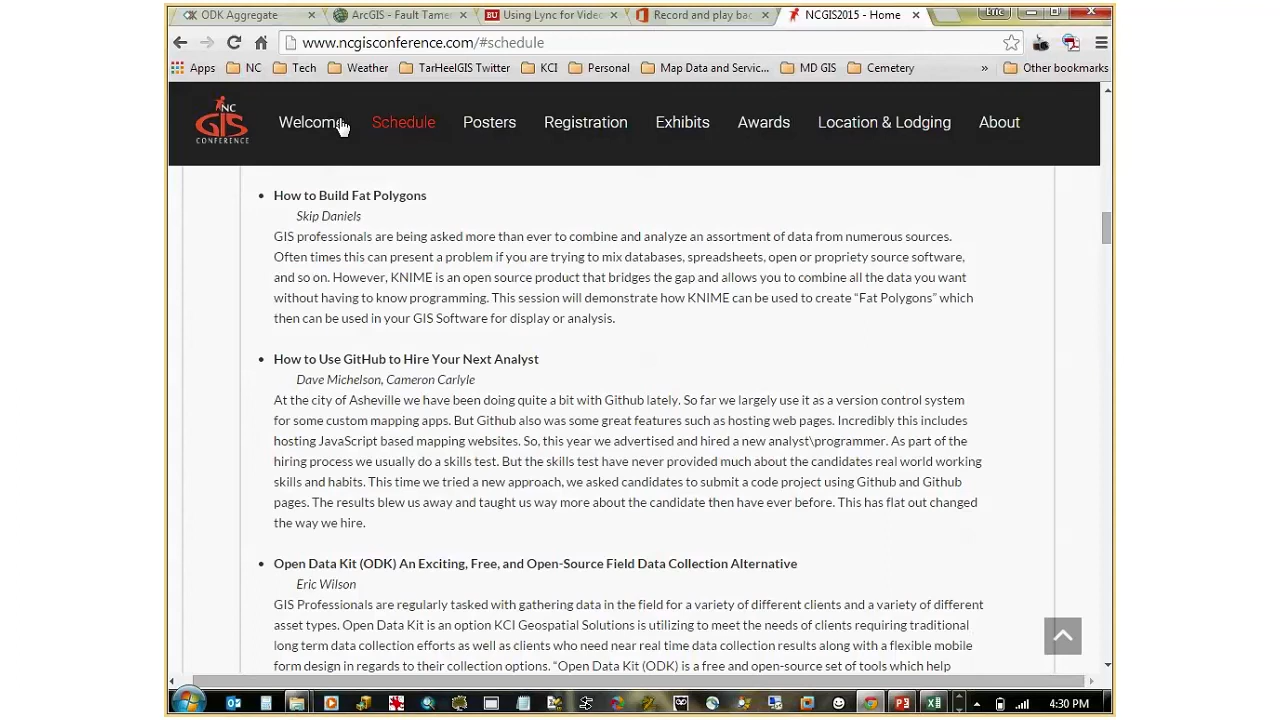 ODK Aggregate
ArcGIS - Fault Tame
Using Lync for Video
Record and play bac
NCGIS2015 - Home
Eric
www.ncgisconference.com/#schedule
Apps
NC
Tech
Weather
TarHeelGIS Twitter
KCI
Personal
Map Data and Servic...
MD GIS
Cemetery
»
Other bookmarks
NC
GIS
CONFERENCE
Welcome
Schedule
Posters
Registration
Exhibits
Awards
Location & Lodging
About
• How to Build Fat Polygons
Skip Daniels
GIS professionals are being asked more than ever to combine and analyze an assortment of data from numerous sources.
Often times this can present a problem if you are trying to mix databases, spreadsheets, open or propriety source software,
and so on. However, KNIME is an open source product that bridges the gap and allows you to combine all the data you want
without having to know programming. This session will demonstrate how KNIME can be used to create “Fat Polygons” which
then can be used in your GIS Software for display or analysis.
• How to Use GitHub to Hire Your Next Analyst
Dave Michelson, Cameron Carlyle
At the city of Asheville we have been doing quite a bit with Github lately. So far we largely use it as a version control system
for some custom mapping apps. But Github also was some great features such as hosting web pages. Incredibly this includes
hosting JavaScript based mapping websites. So, this year we advertised and hired a new analyst\programmer. As part of the
hiring process we usually do a skills test. But the skills test have never provided much about the candidates real world working
skills and habits. This time we tried a new approach, we asked candidates to submit a code project using Github and Github
pages. The results blew us away and taught us way more about the candidate then have ever before. This has flat out changed
the way we hire.
• Open Data Kit (ODK) An Exciting, Free, and Open-Source Field Data Collection Alternative
Eric Wilson
GIS Professionals are regularly tasked with gathering data in the field for a variety of different clients and a variety of different
asset types. Open Data Kit is an option KCI Geospatial Solutions is utilizing to meet the needs of clients requiring traditional
long term data collection efforts as well as clients who need near real time data collection results along with a flexible mobile
form design in regards to their collection options. “Open Data Kit (ODK) is a free and open-source set of tools which help
4:30 PM